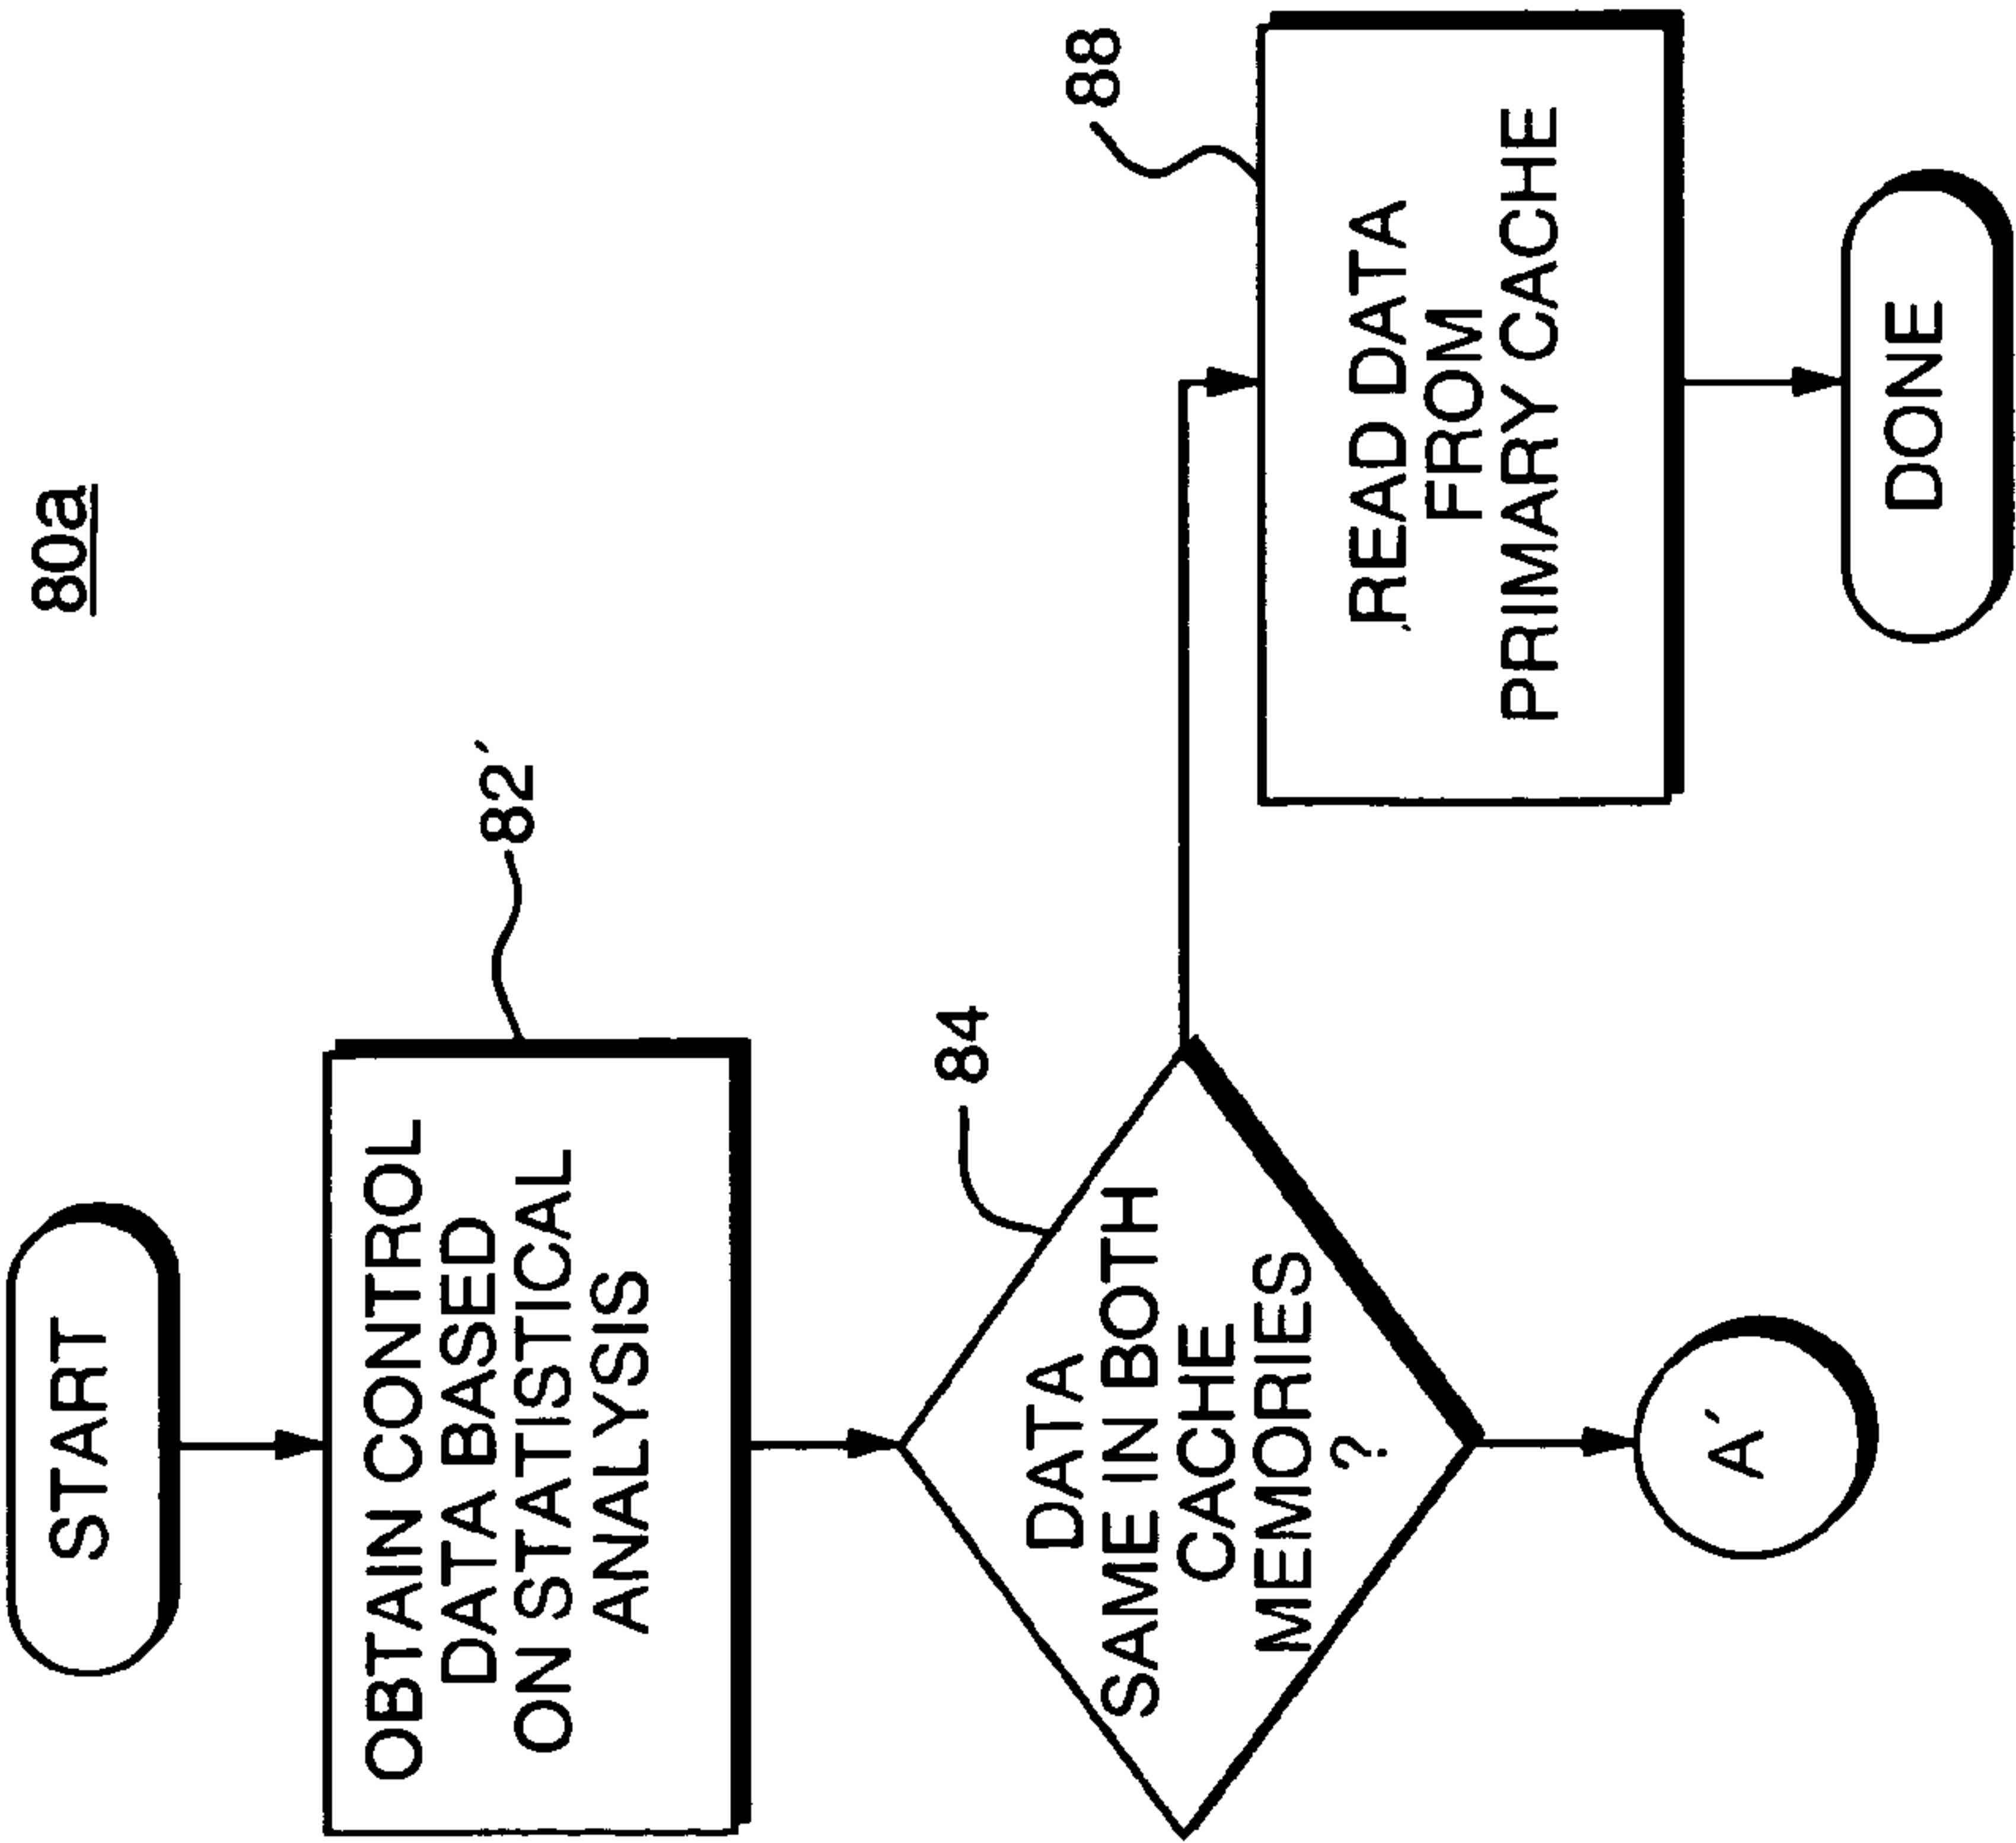 80a
START
OBTAIN CONTROL
DATA BASED
ON STATISTICAL
ANALYSIS
82'
DATA
SAME IN BOTH
CACHE
MEMORIES
?
84
A'
READ DATA
FROM
PRIMARY CACHE
88
DONE